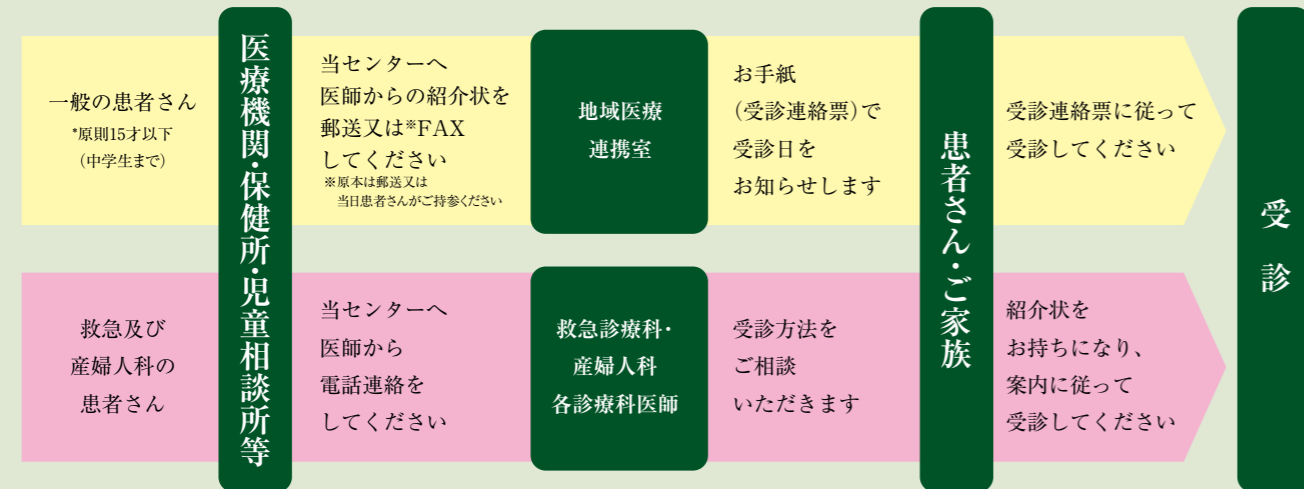 一般の患者さん
*原則15才以下
（中学生まで）
医療機関・保健所・児童相談所等
当センターへ
医師からの紹介状を
郵送又は※FAX
してください
※原本は郵送又は
当日患者さんがご持参ください
地域医療
連携室
お手紙
（受診連絡票）で
受診日を
お知らせします
患者さん・ご家族
受診連絡票に従って
受診してください
受診
救急及び
産婦人科の
患者さん
当センターへ
医師から
電話連絡を
してください
救急診療科・
産婦人科
各診療科医師
受診方法を
ご相談
いただきます
紹介状を
お持ちになり、
案内に従って
受診してください